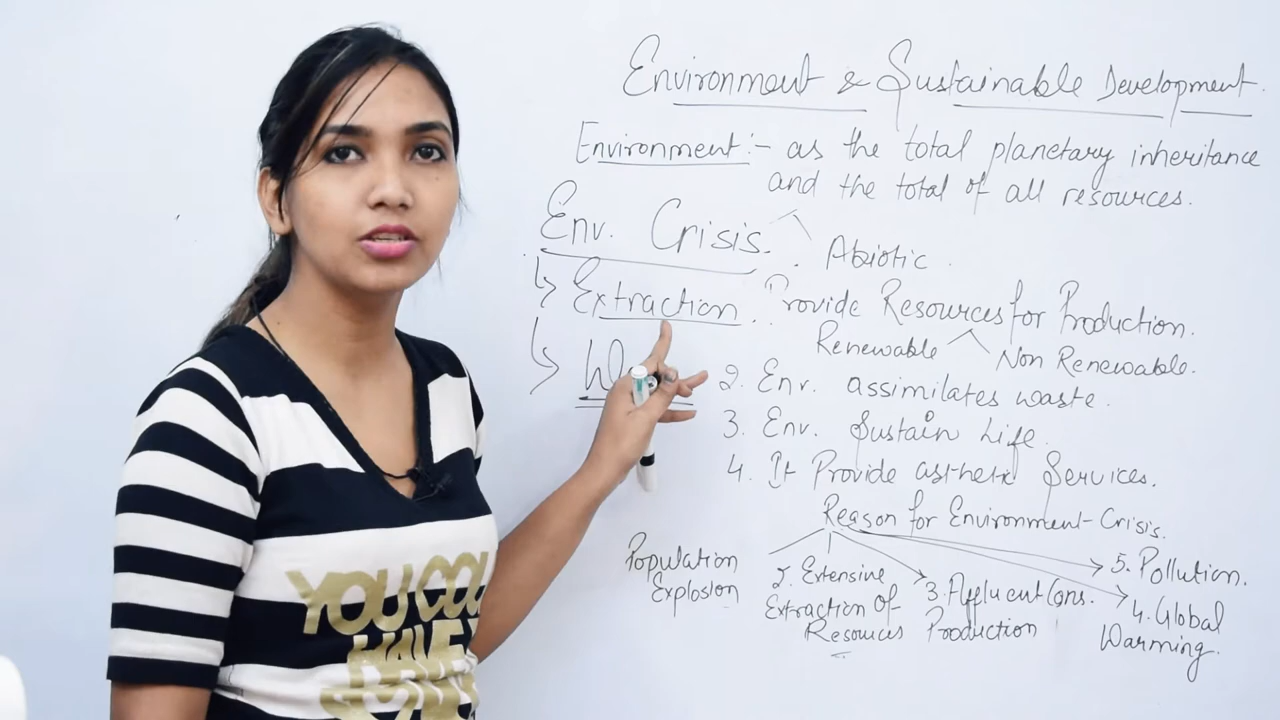 Environment & Sustainable Development.
Environment :- as the total planetary inheritance
and the total of all resources.
Env. Crisis.
Abiotic
Extraction.
Provide Resources for Production.
Renewable
Non Renewable.
2. Env. assimilates waste.
3. Env. Sustain Life.
4. It Provide asthetic Services.
Reason for Environment-Crisis.
Population
Explosion
2. Extensive
Extraction Of
Resources
3. Affluent Cons.
Production
5. Pollution.
4. Global
Warming.
YOU
HAVE